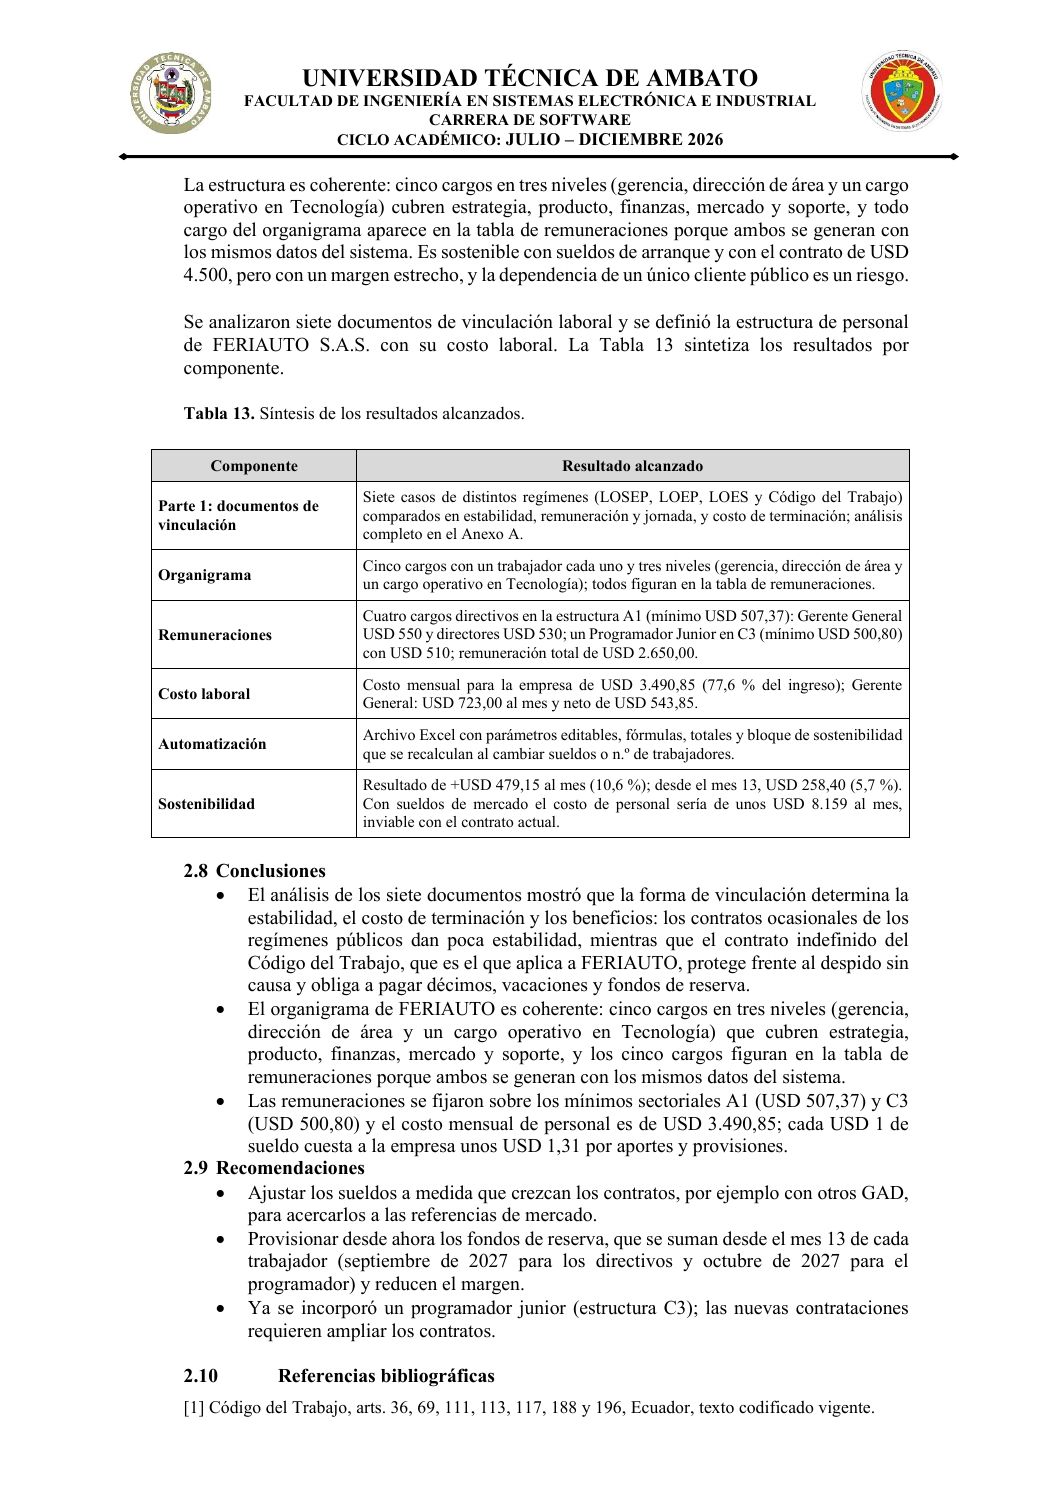 UNIVERSIDAD TÉCNICA DE AMBATO
FACULTAD DE INGENIERÍA EN SISTEMAS ELECTRÓNICA E INDUSTRIAL
CARRERA DE SOFTWARE
CICLO ACADÉMICO: JULIO – DICIEMBRE 2026
La estructura es coherente: cinco cargos en tres niveles (gerencia, dirección de área y un cargo
operativo en Tecnología) cubren estrategia, producto, finanzas, mercado y soporte, y todo
cargo del organigrama aparece en la tabla de remuneraciones porque ambos se generan con
los mismos datos del sistema. Es sostenible con sueldos de arranque y con el contrato de USD
4.500, pero con un margen estrecho, y la dependencia de un único cliente público es un riesgo.
Se analizaron siete documentos de vinculación laboral y se definió la estructura de personal
de FERIAUTO S.A.S. con su costo laboral. La Tabla 13 sintetiza los resultados por
componente.
Tabla 13. Síntesis de los resultados alcanzados.
Componente
Resultado alcanzado
Parte 1: documentos de
vinculación
Siete casos de distintos regímenes (LOSEP, LOEP, LOES y Código del Trabajo)
comparados en estabilidad, remuneración y jornada, y costo de terminación; análisis
completo en el Anexo A.
Organigrama
Cinco cargos con un trabajador cada uno y tres niveles (gerencia, dirección de área y
un cargo operativo en Tecnología); todos figuran en la tabla de remuneraciones.
Remuneraciones
Cuatro cargos directivos en la estructura A1 (mínimo USD 507,37): Gerente General
USD 550 y directores USD 530; un Programador Junior en C3 (mínimo USD 500,80)
con USD 510; remuneración total de USD 2.650,00.
Costo laboral
Costo mensual para la empresa de USD 3.490,85 (77,6 % del ingreso); Gerente
General: USD 723,00 al mes y neto de USD 543,85.
Automatización
Archivo Excel con parámetros editables, fórmulas, totales y bloque de sostenibilidad
que se recalculan al cambiar sueldos o n.º de trabajadores.
Sostenibilidad
Resultado de +USD 479,15 al mes (10,6 %); desde el mes 13, USD 258,40 (5,7 %).
Con sueldos de mercado el costo de personal sería de unos USD 8.159 al mes,
inviable con el contrato actual.
2.8 Conclusiones
• El análisis de los siete documentos mostró que la forma de vinculación determina la
estabilidad, el costo de terminación y los beneficios: los contratos ocasionales de los
regímenes públicos dan poca estabilidad, mientras que el contrato indefinido del
Código del Trabajo, que es el que aplica a FERIAUTO, protege frente al despido sin
causa y obliga a pagar décimos, vacaciones y fondos de reserva.
• El organigrama de FERIAUTO es coherente: cinco cargos en tres niveles (gerencia,
dirección de área y un cargo operativo en Tecnología) que cubren estrategia,
producto, finanzas, mercado y soporte, y los cinco cargos figuran en la tabla de
remuneraciones porque ambos se generan con los mismos datos del sistema.
• Las remuneraciones se fijaron sobre los mínimos sectoriales A1 (USD 507,37) y C3
(USD 500,80) y el costo mensual de personal es de USD 3.490,85; cada USD 1 de
sueldo cuesta a la empresa unos USD 1,31 por aportes y provisiones.
2.9 Recomendaciones
• Ajustar los sueldos a medida que crezcan los contratos, por ejemplo con otros GAD,
para acercarlos a las referencias de mercado.
• Provisionar desde ahora los fondos de reserva, que se suman desde el mes 13 de cada
trabajador (septiembre de 2027 para los directivos y octubre de 2027 para el
programador) y reducen el margen.
• Ya se incorporó un programador junior (estructura C3); las nuevas contrataciones
requieren ampliar los contratos.
2.10 Referencias bibliográficas
[1] Código del Trabajo, arts. 36, 69, 111, 113, 117, 188 y 196, Ecuador, texto codificado vigente.